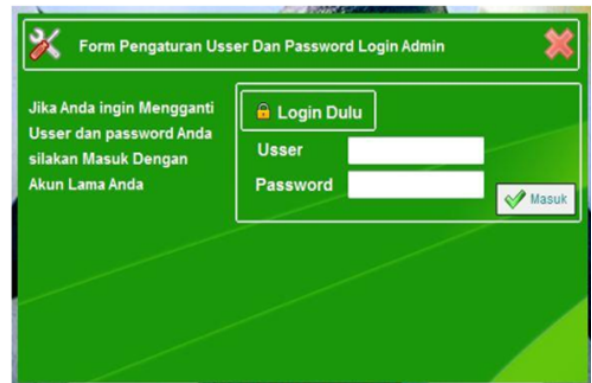 Form Pengaturan Usser Dan Password Login Admin
Jika Anda ingin Mengganti
Usser dan password Anda
silakan Masuk Dengan
Akun Lama Anda
Login Dulu
Usser
Password
Masuk